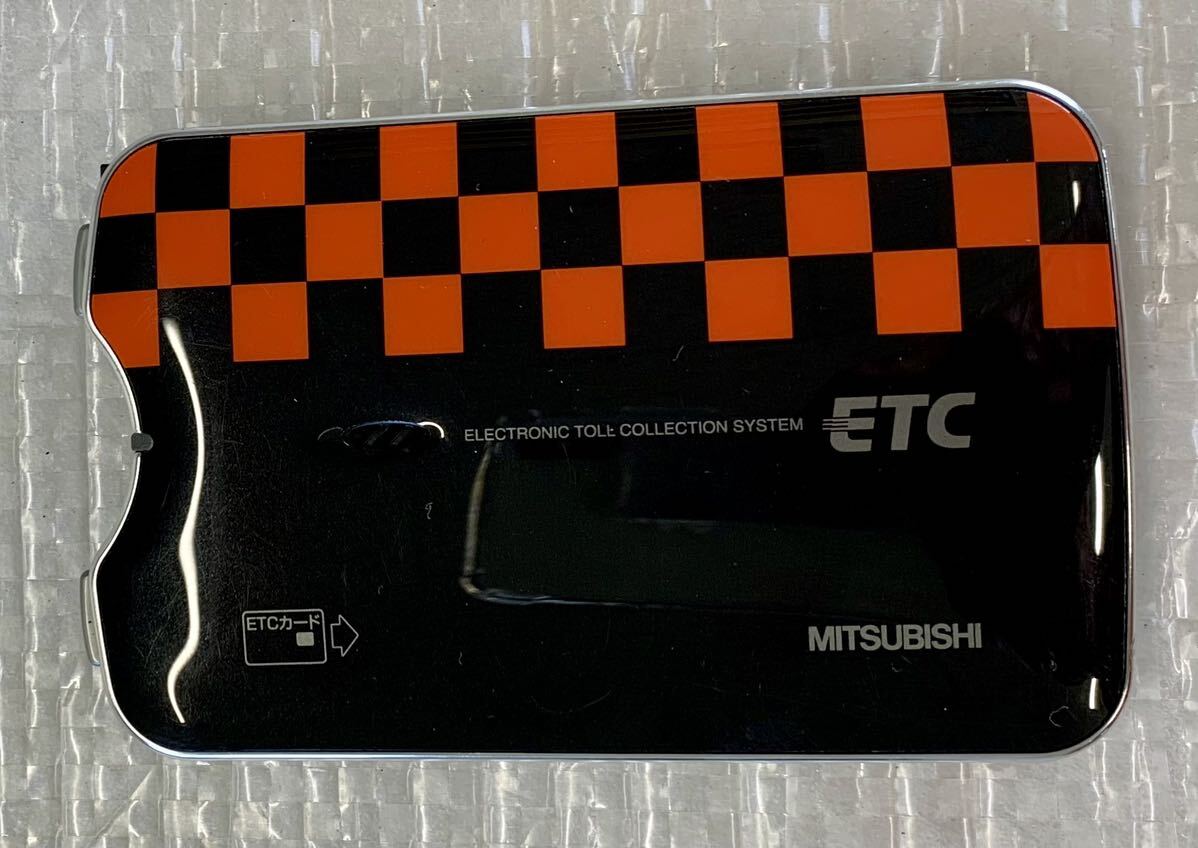 ELECTRONIC TOLL COLLECTION SYSTEM ETC
ETCカード
MITSUBISHI